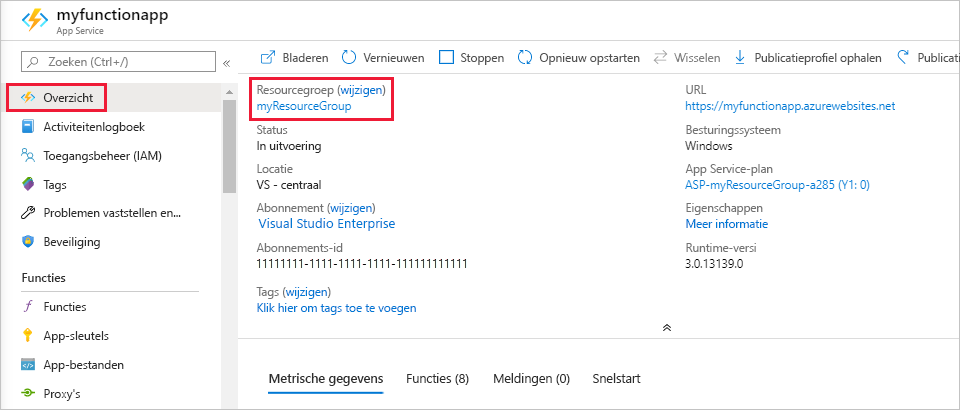 myfunctionapp
App Service
Zoeken (Ctrl+/)
«
Overzicht
Activiteitenlogboek
Toegangsbeheer (IAM)
Tags
Problemen vaststellen en...
Beveiliging
Functies
Functies
App-sleutels
App-bestanden
Proxy's
Bladeren
Vernieuwen
Stoppen
Opnieuw opstarten
Wisselen
Publicatieprofiel ophalen
Publicati
Resourcegroep (wijzigen)
myResourceGroup
Status
In uitvoering
Locatie
VS - centraal
Abonnement (wijzigen)
Visual Studio Enterprise
Abonnements-id
11111111-1111-1111-1111-111111111111
Tags (wijzigen)
Klik hier om tags toe te voegen
URL
https://myfunctionapp.azurewebsites.net
Besturingssysteem
Windows
App Service-plan
ASP-myResourceGroup-a285 (Y1: 0)
Eigenschappen
Meer informatie
Runtime-versi
3.0.13139.0
Metrische gegevens
Functies (8)
Meldingen (0)
Snelstart